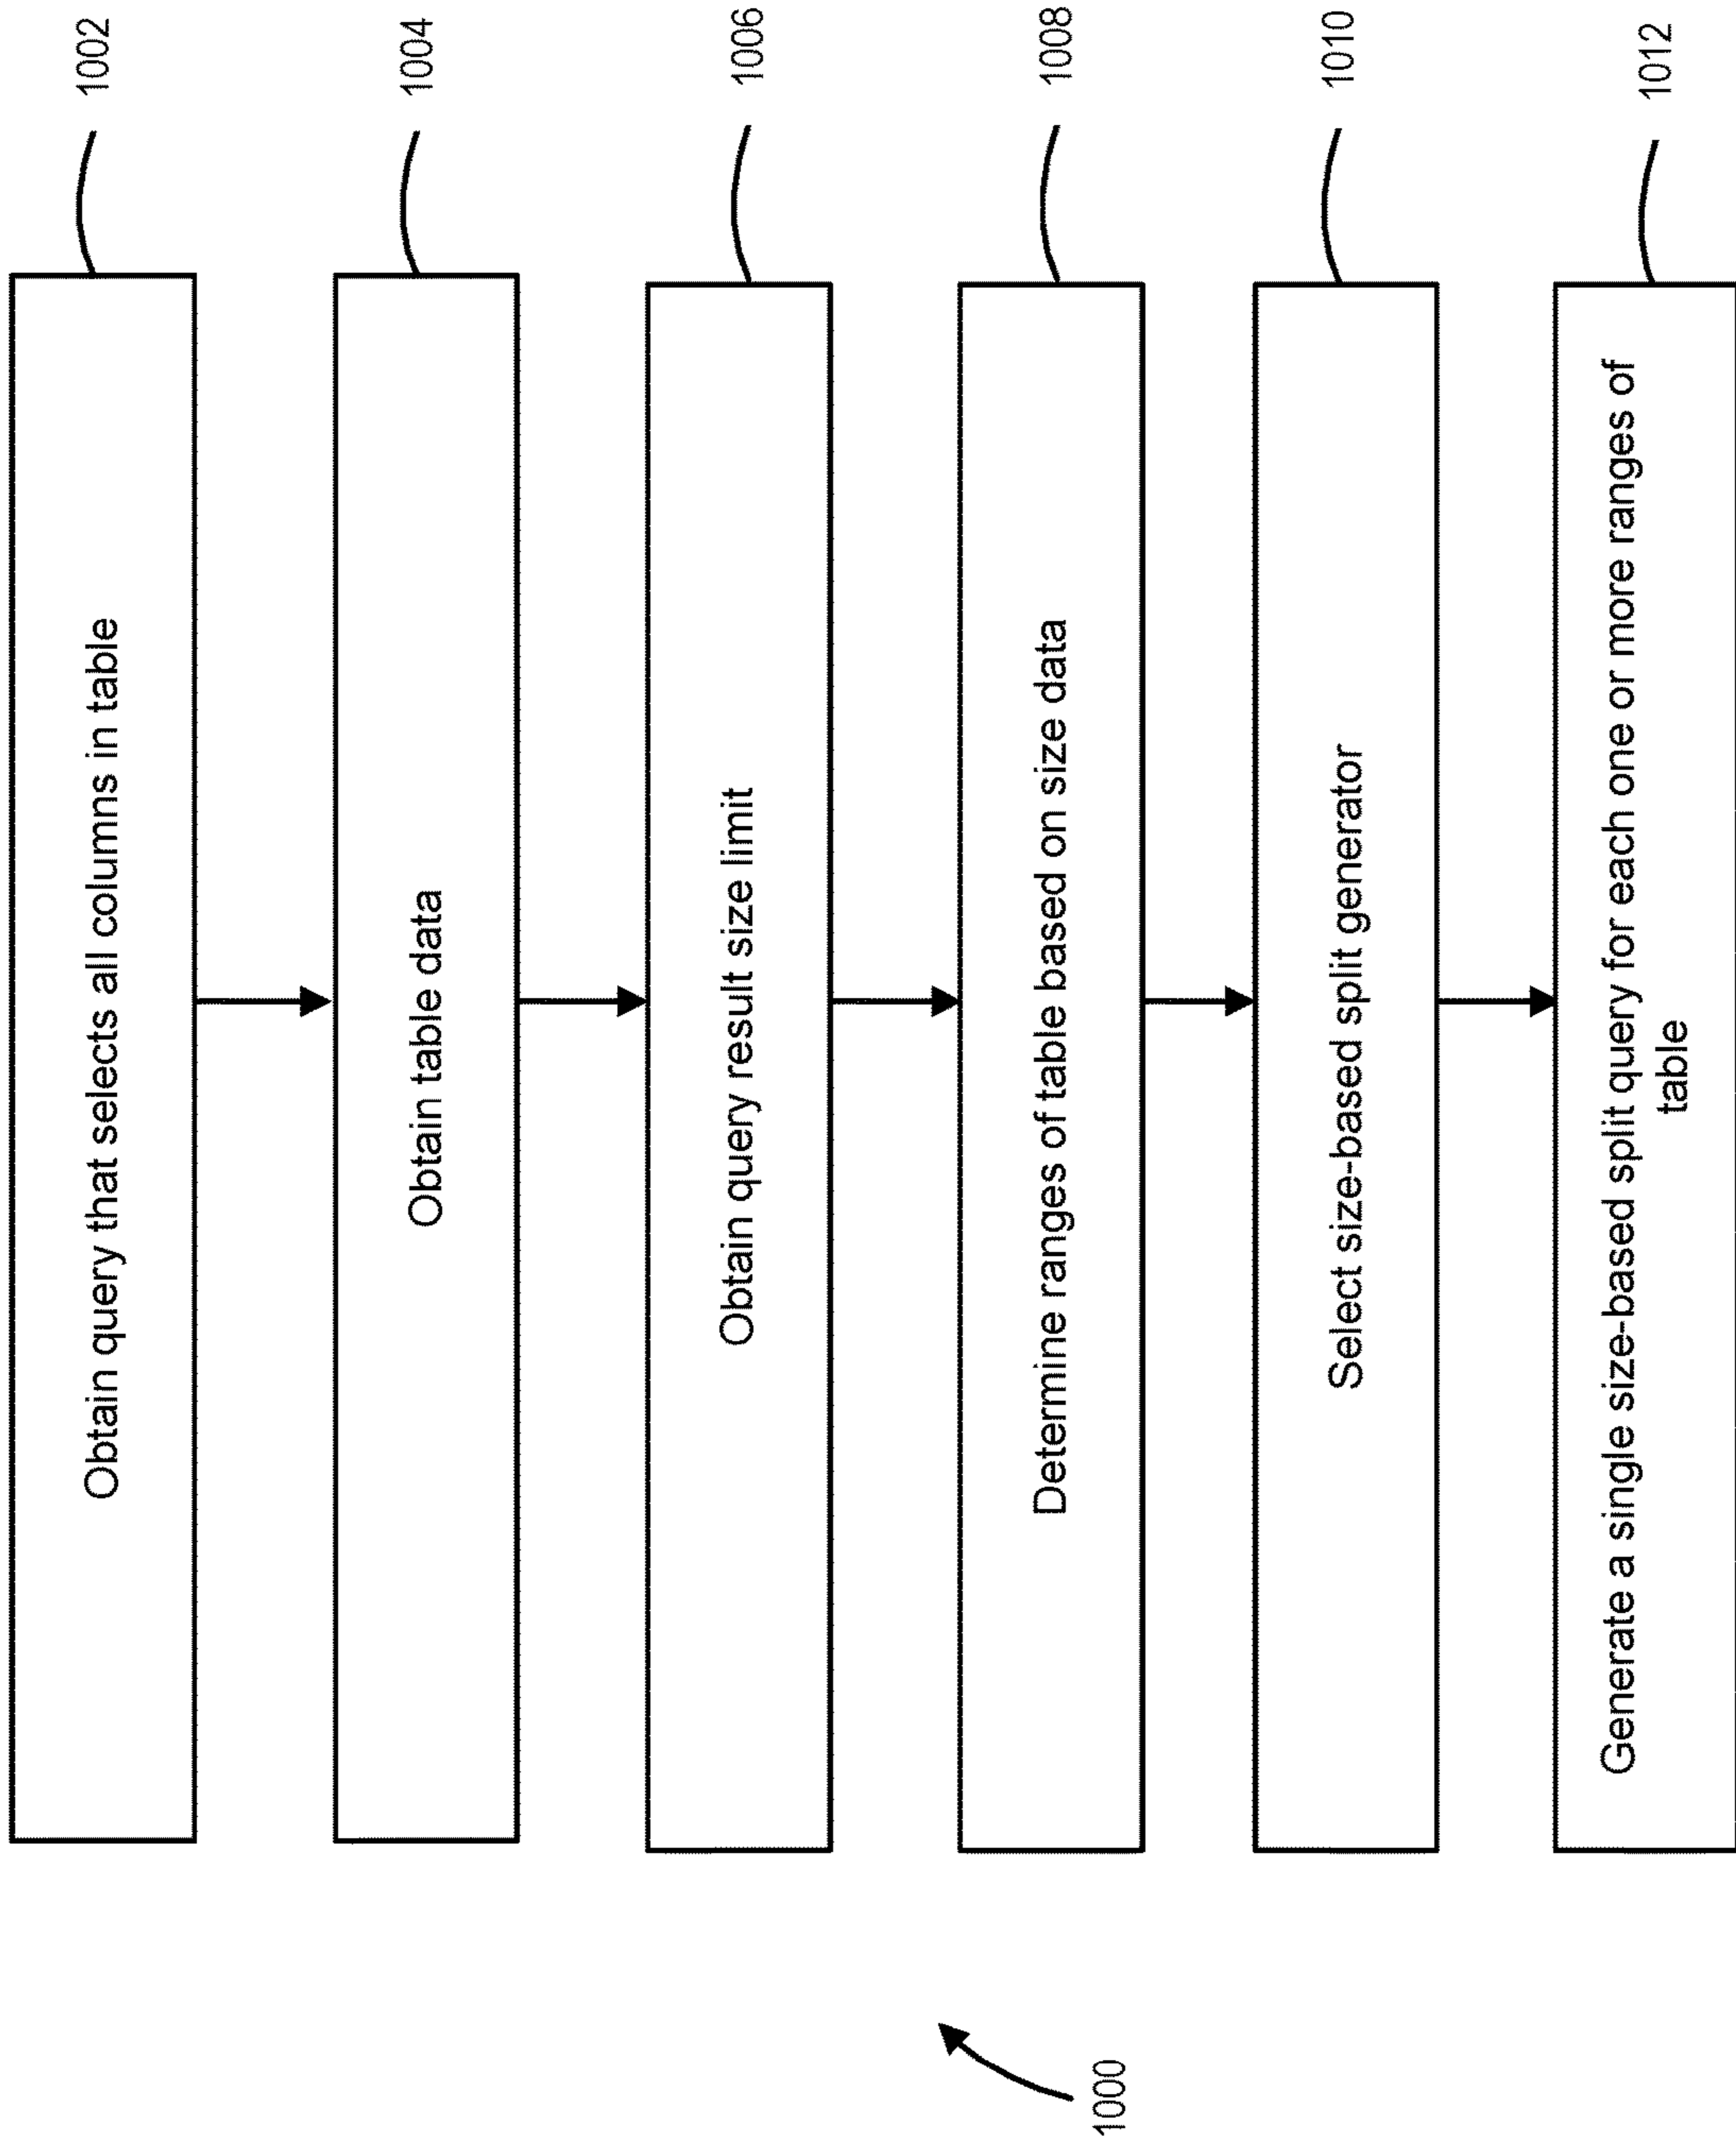 Obtain query that selects all columns in table
1002
Obtain table data
1004
Obtain query result size limit
1006
Determine ranges of table based on size data
1008
Select size-based split generator
1010
Generate a single size-based split query for each one or more ranges of
table
1012
1000